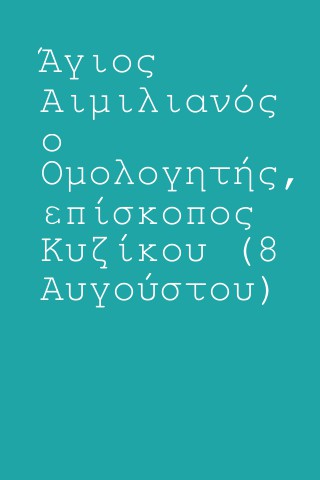 Άγιος
Αιμιλιανός
ο
Ομολογητής,
επίσκοπος
Κυζίκου (8
Αυγούστου)